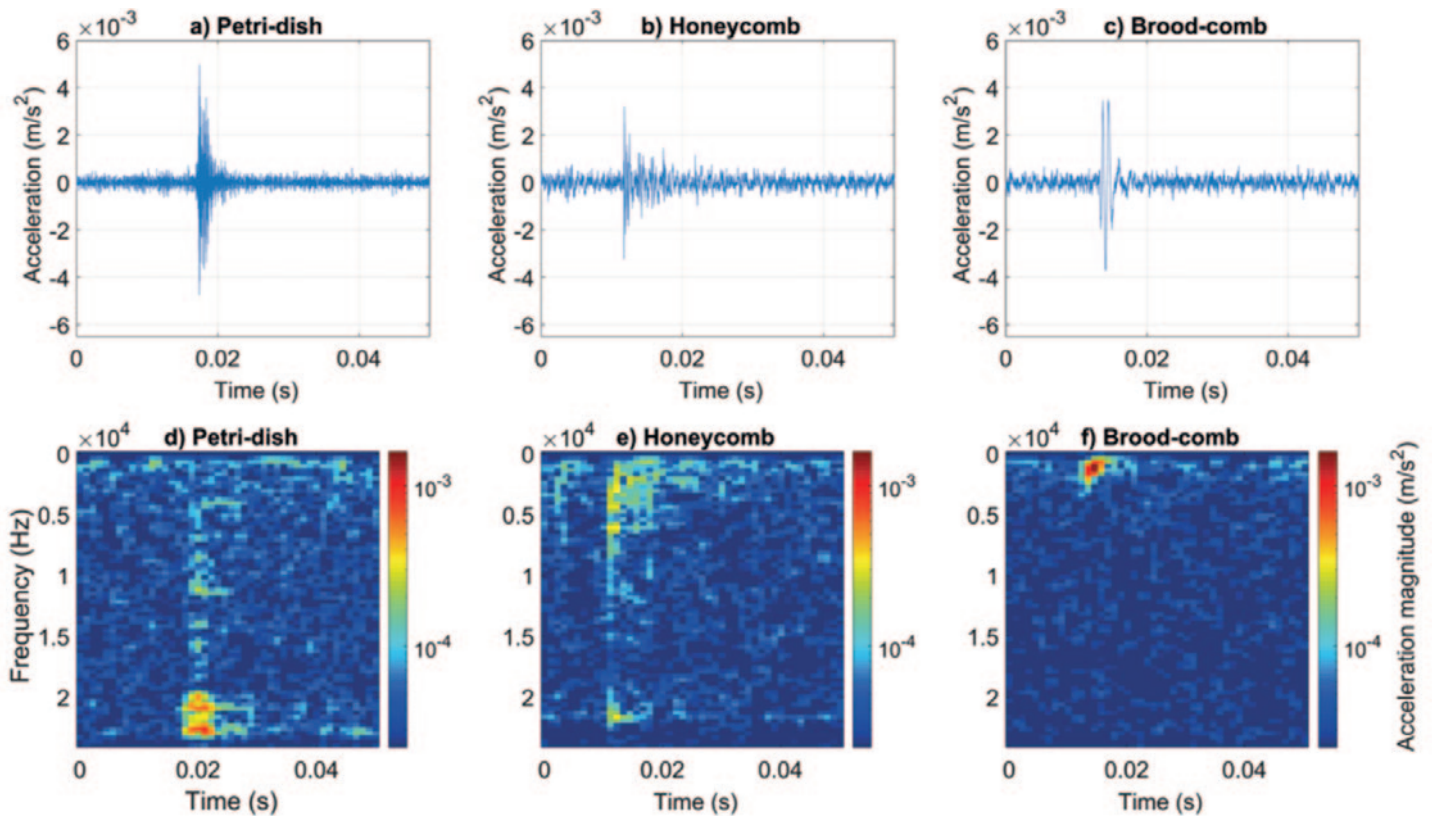 ×10⁻³ a) Petri-dish
6
4
2
0
-2
-4
-6
Acceleration (m/s²)
0 0.02 0.04
Time (s)
×10⁻³ b) Honeycomb
6
4
2
0
-2
-4
-6
Acceleration (m/s²)
0 0.02 0.04
Time (s)
×10⁻³ c) Brood-comb
6
4
2
0
-2
-4
-6
Acceleration (m/s²)
0 0.02 0.04
Time (s)
×10⁴ d) Petri-dish
0
0.5
1
1.5
2
Frequency (Hz)
0 0.02 0.04
Time (s)
10⁻³
10⁻⁴
×10⁴ e) Honeycomb
0
0.5
1
1.5
2
0 0.02 0.04
Time (s)
10⁻³
10⁻⁴
×10⁴ f) Brood-comb
0
0.5
1
1.5
2
0 0.02 0.04
Time (s)
10⁻³
10⁻⁴
Acceleration magnitude (m/s²)